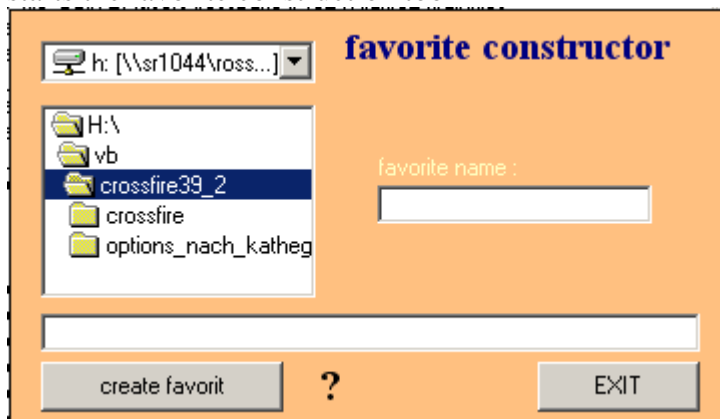 favorite constructor
h: [\\sr1044\ross...]
H:\
vb
crossfire39_2
crossfire
options_nach_katheg
favorite name :
create favorit
?
EXIT